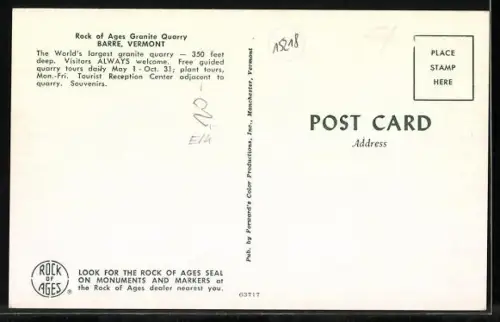 Rock of Ages Granite Quarry
BARRE, VERMONT
The World's largest granite quarry — 350 feet
deep. Visitors ALWAYS welcome. Free guided
quarry tours daily May 1 - Oct. 31; plant tours,
Mon.-Fri. Tourist Reception Center adjacent to
quarry. Souvenirs.
20-
E14
ROCK
OF
AGES
®
LOOK FOR THE ROCK OF AGES SEAL
ON MONUMENTS AND MARKERS at
the Rock of Ages dealer nearest you.
Pub. by Forward's Color Productions, Inc., Manchester, Vermont
63717
15218
POST CARD
Address
PLACE
STAMP
HERE